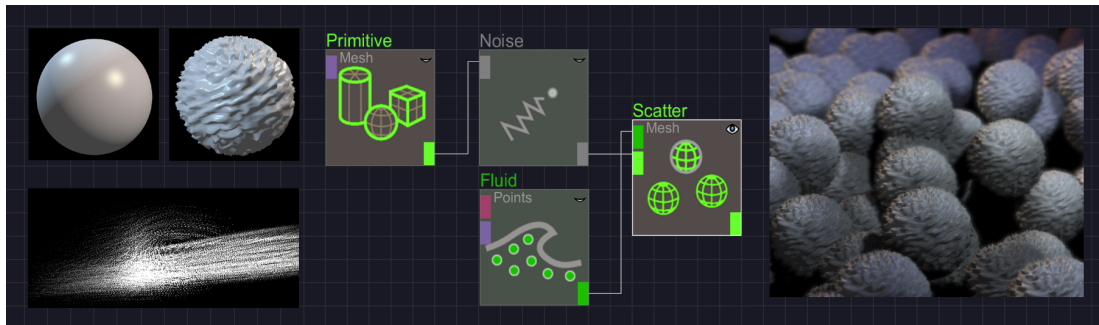 Primitive
Mesh
Noise
Scatter
Mesh
Fluid
Points